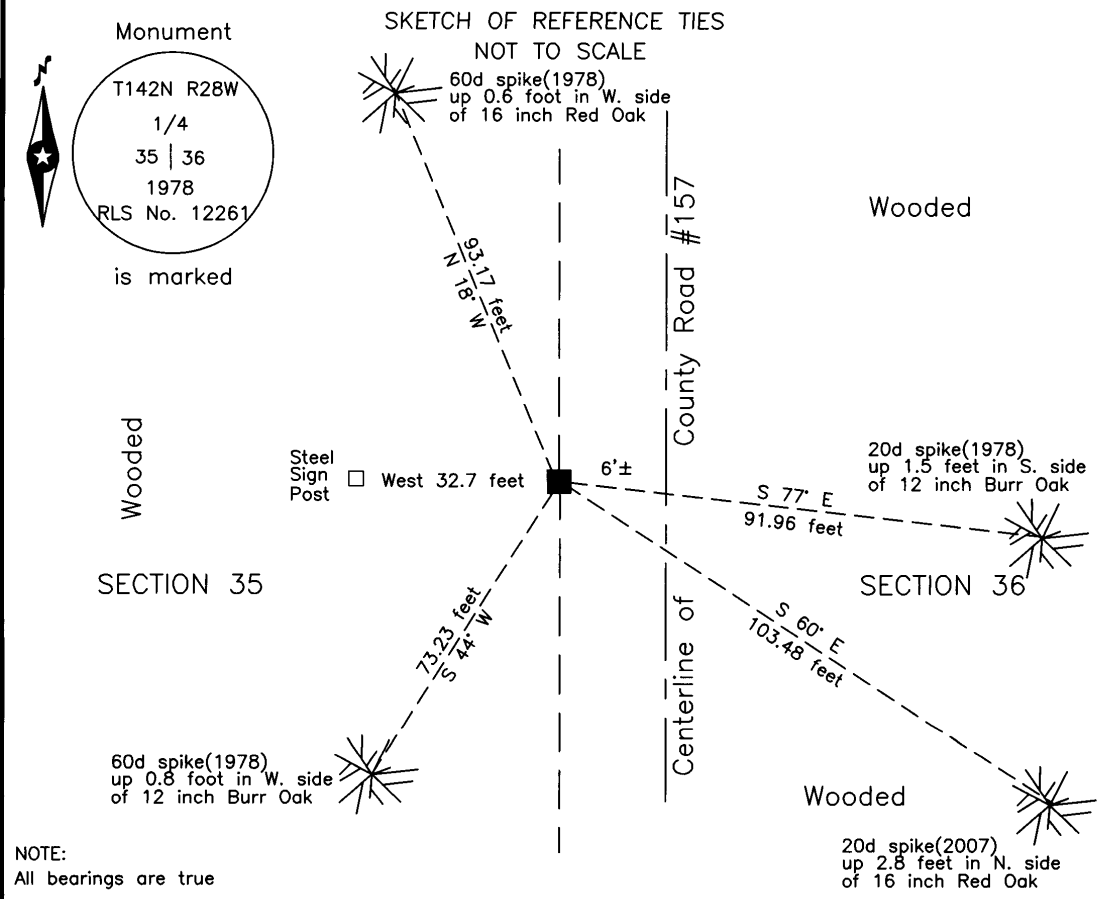 SKETCH OF REFERENCE TIES
NOT TO SCALE
Monument
N
T142N R28W
1/4
35 | 36
1978
RLS No. 12261
is marked
60d spike(1978)
up 0.6 foot in W. side
of 16 inch Red Oak
Wooded
93.17 feet
N 18° W
County Road #157
Wooded
Steel
Sign
Post
West 32.7 feet
6'±
20d spike(1978)
up 1.5 feet in S. side
of 12 inch Burr Oak
S 77° E
91.96 feet
SECTION 35
SECTION 36
73.23 feet
S 44° W
S 60° E
103.48 feet
Centerline of
60d spike(1978)
up 0.8 foot in W. side
of 12 inch Burr Oak
Wooded
20d spike(2007)
up 2.8 feet in N. side
of 16 inch Red Oak
NOTE:
All bearings are true